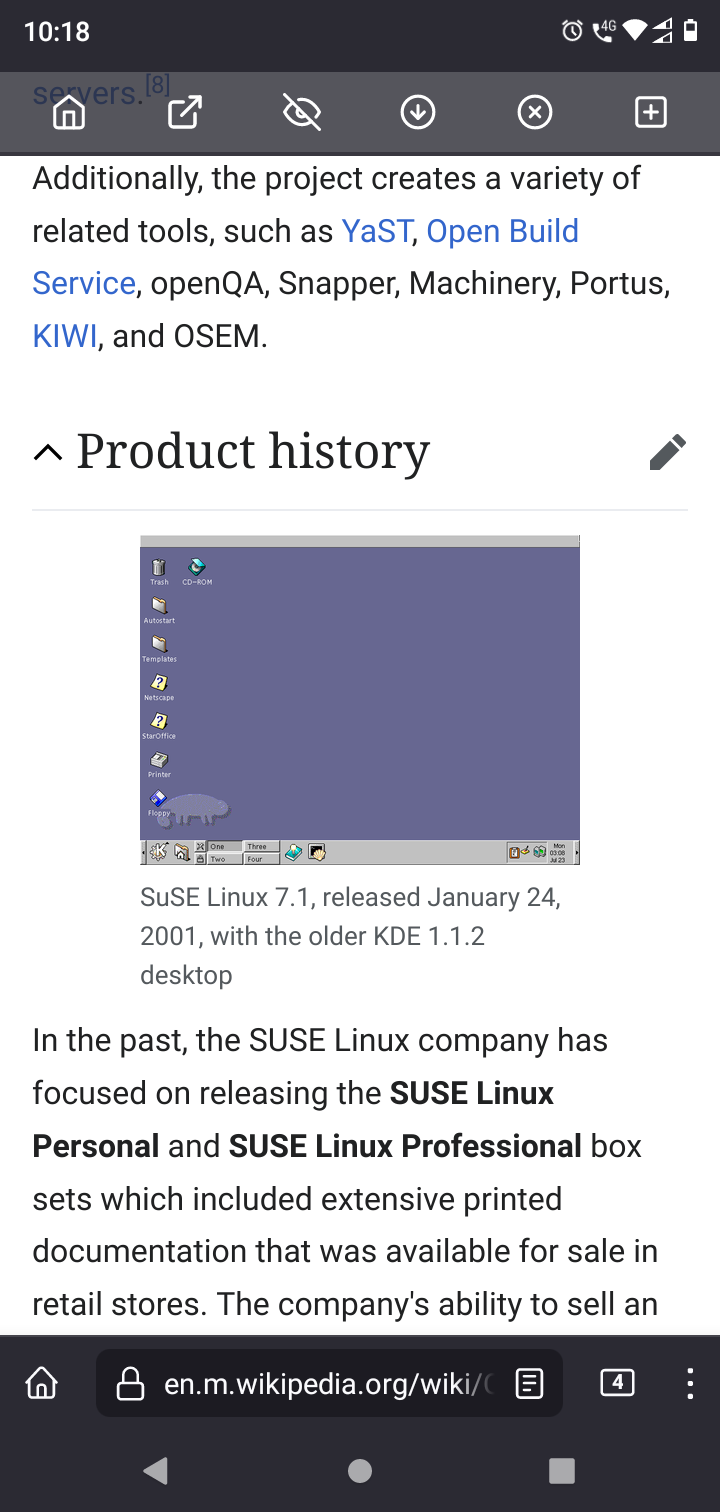 10:18
4G
servers.[8]
Additionally, the project creates a variety of
related tools, such as YaST, Open Build
Service, openQA, Snapper, Machinery, Portus,
KIWI, and OSEM.
Product history
Trash CD-ROM
Autostart
Templates
Netscape
StarOffice
Printer
Floppy
One Three
Two Four
Mon
03:08
Jul 23
SuSE Linux 7.1, released January 24,
2001, with the older KDE 1.1.2
desktop
In the past, the SUSE Linux company has
focused on releasing the SUSE Linux
Personal and SUSE Linux Professional box
sets which included extensive printed
documentation that was available for sale in
retail stores. The company's ability to sell an
en.m.wikipedia.org/wiki/
4